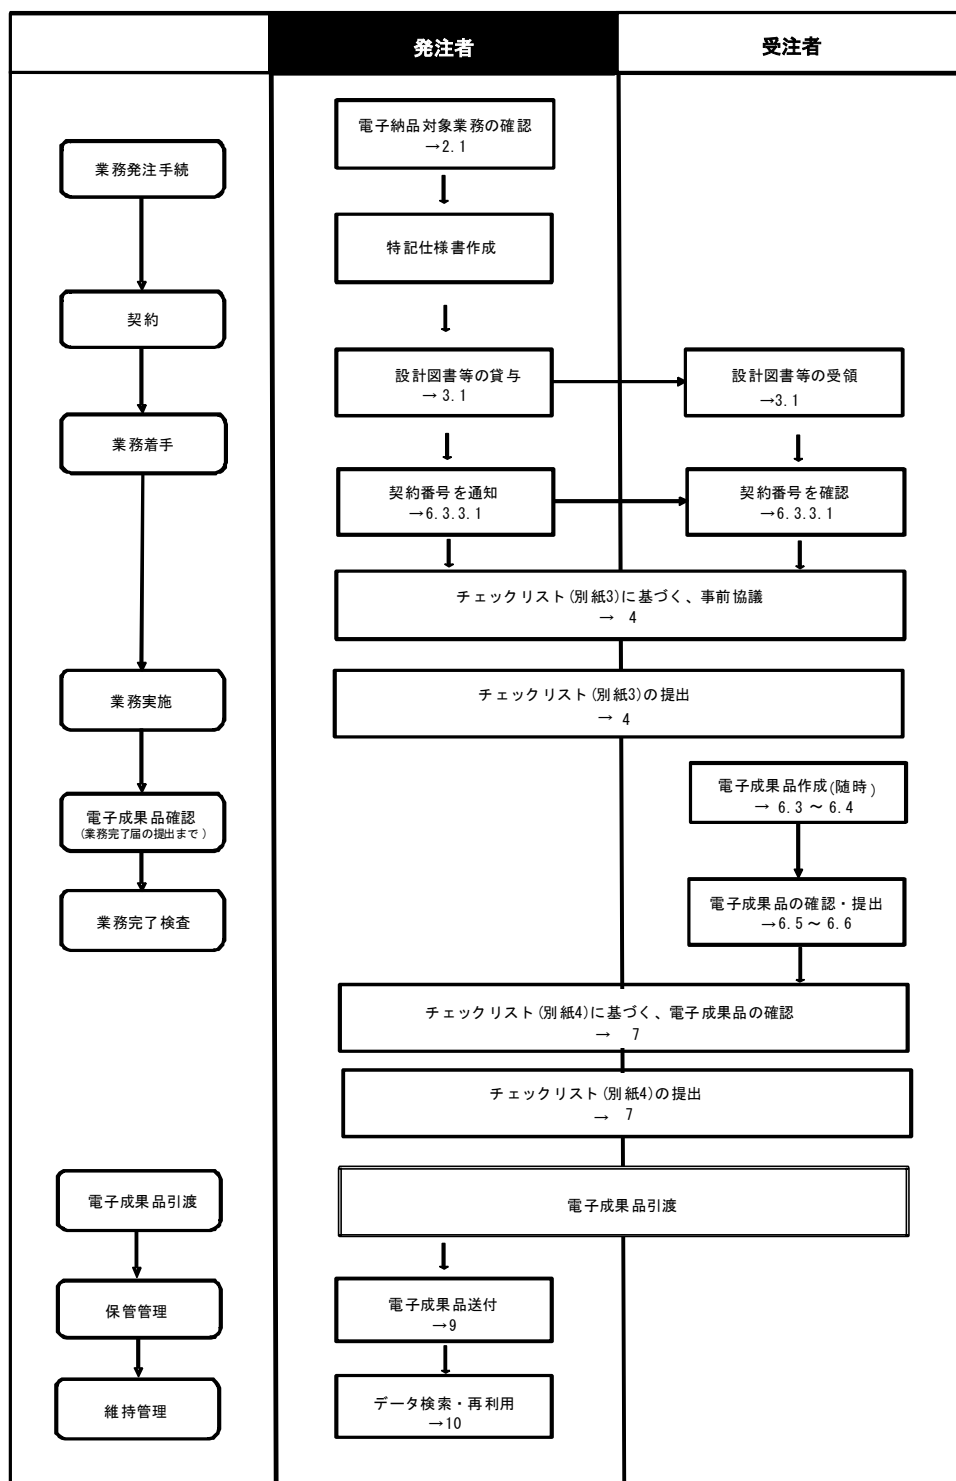 発注者
受注者
電子納品対象業務の確認
→2.1
業務発注手続
特記仕様書作成
契約
設計図書等の貸与
→ 3.1
設計図書等の受領
→3.1
業務着手
契約番号を通知
→6.3.3.1
契約番号を確認
→6.3.3.1
チェックリスト(別紙3)に基づく、事前協議
→ 4
業務実施
チェックリスト(別紙3)の提出
→ 4
電子成果品作成(随時)
→ 6.3 ～ 6.4
電子成果品確認
(業務完了届の提出まで)
業務完了検査
電子成果品の確認・提出
→6.5 ～ 6.6
チェックリスト(別紙4)に基づく、電子成果品の確認
→ 7
チェックリスト(別紙4)の提出
→ 7
電子成果品引渡
電子成果品引渡
保管管理
電子成果品送付
→9
維持管理
データ検索・再利用
→10